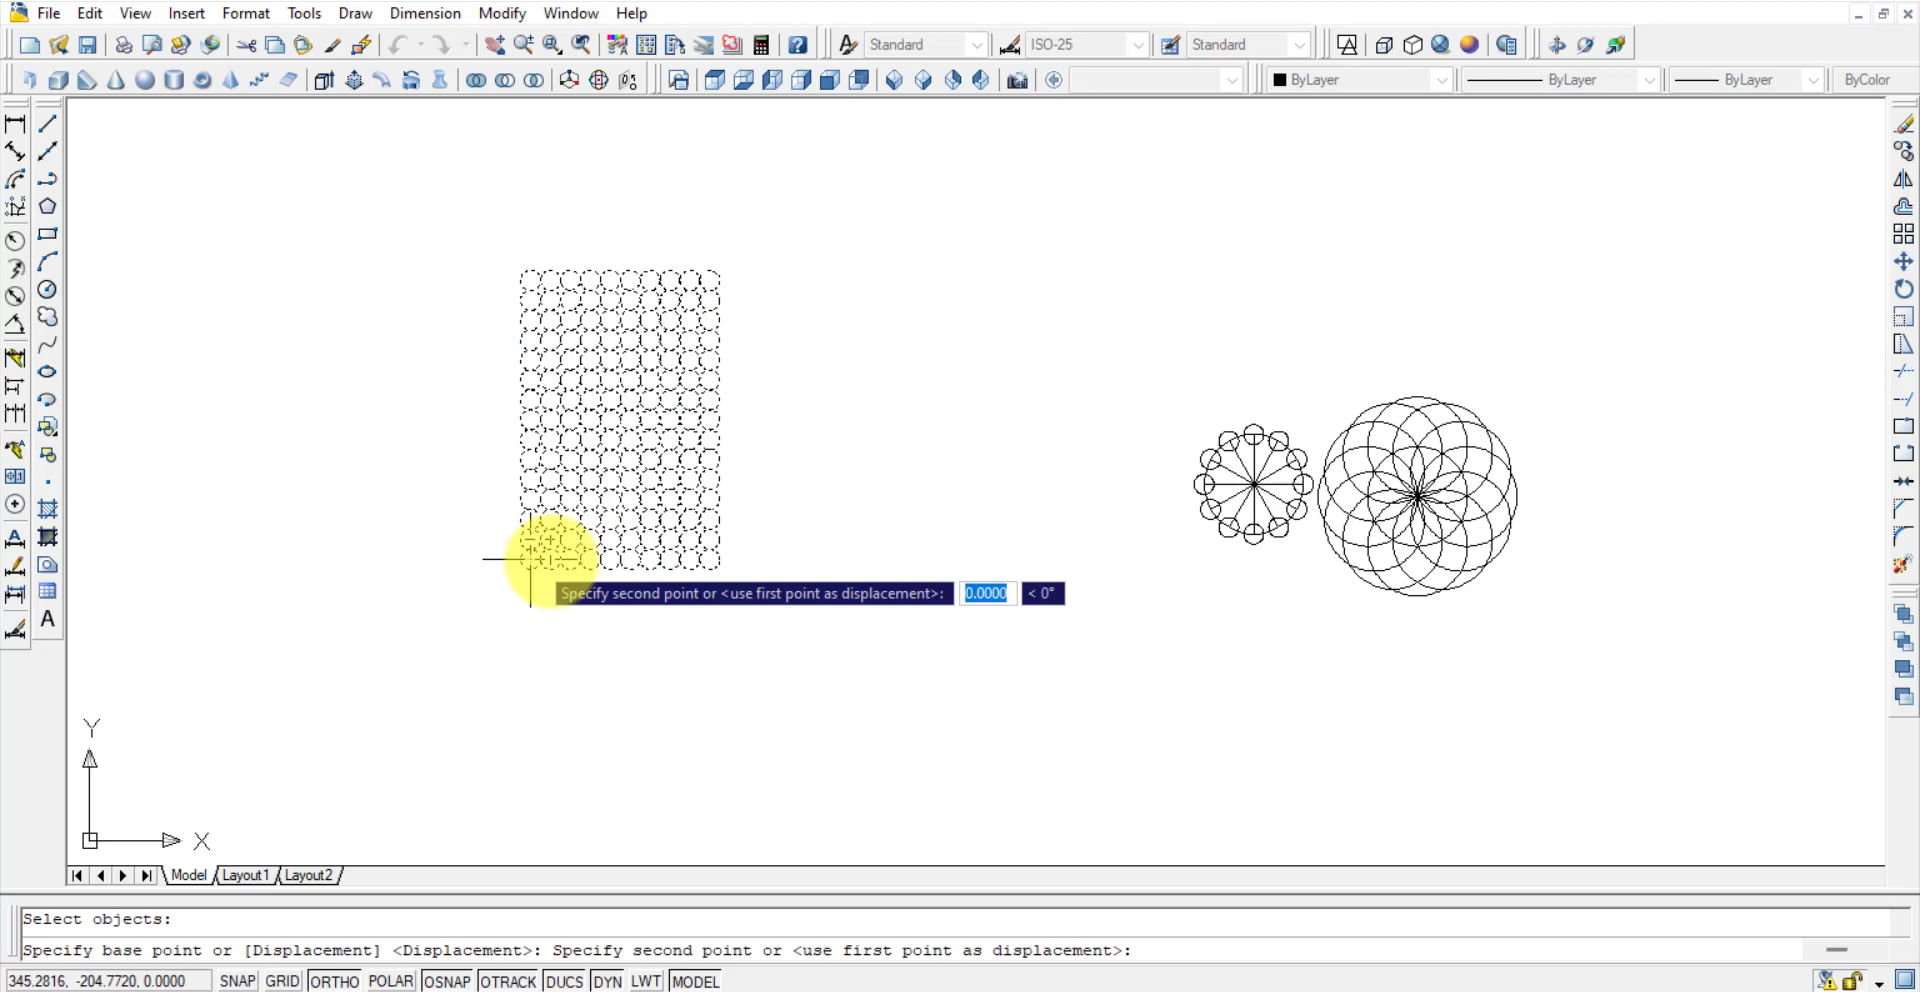 File Edit View Insert Format Tools Draw Dimension Modify Window Help
Standard ISO-25 Standard
ByLayer ByLayer ByLayer ByColor
Specify second point or <use first point as displacement>: 0.0000 < 0°
Y
X
Model Layout1 Layout2
Select objects:
Specify base point or [Displacement] <Displacement>: Specify second point or <use first point as displacement>:
345.2816, -204.7720, 0.0000 SNAP GRID ORTHO POLAR OSNAP OTRACK DUCS DYN LWT MODEL